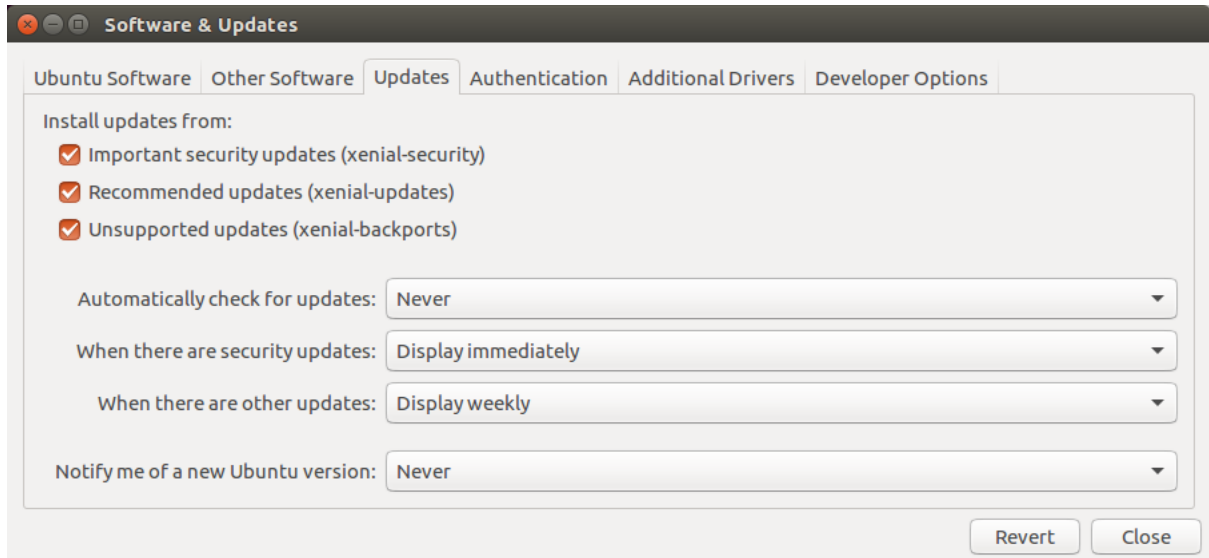 Software & Updates
Ubuntu Software Other Software Updates Authentication Additional Drivers Developer Options
Install updates from:
Important security updates (xenial-security)
Recommended updates (xenial-updates)
Unsupported updates (xenial-backports)
Automatically check for updates: Never
When there are security updates: Display immediately
When there are other updates: Display weekly
Notify me of a new Ubuntu version: Never
Revert Close